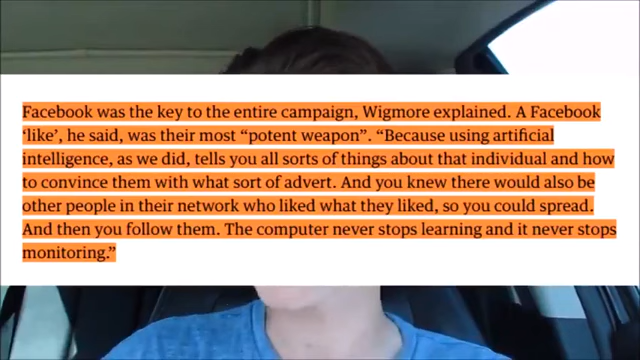 Facebook was the key to the entire campaign, Wigmore explained. A Facebook
‘like’, he said, was their most “potent weapon”. “Because using artificial
intelligence, as we did, tells you all sorts of things about that individual and how
to convince them with what sort of advert. And you knew there would also be
other people in their network who liked what they liked, so you could spread.
And then you follow them. The computer never stops learning and it never stops
monitoring.”